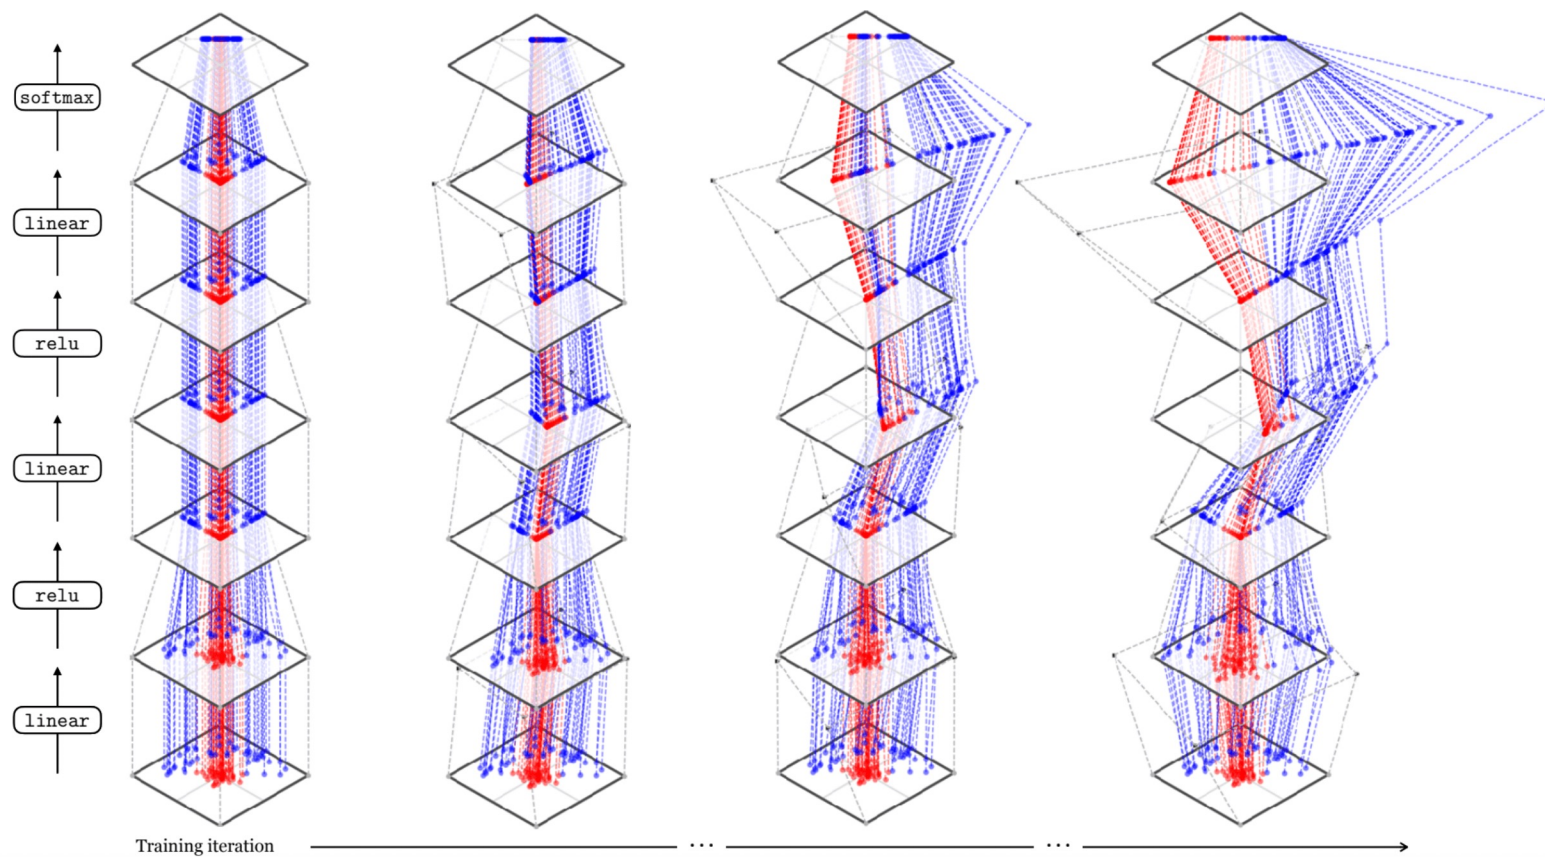 softmax
linear
relu
linear
relu
linear
Training iteration ... ...